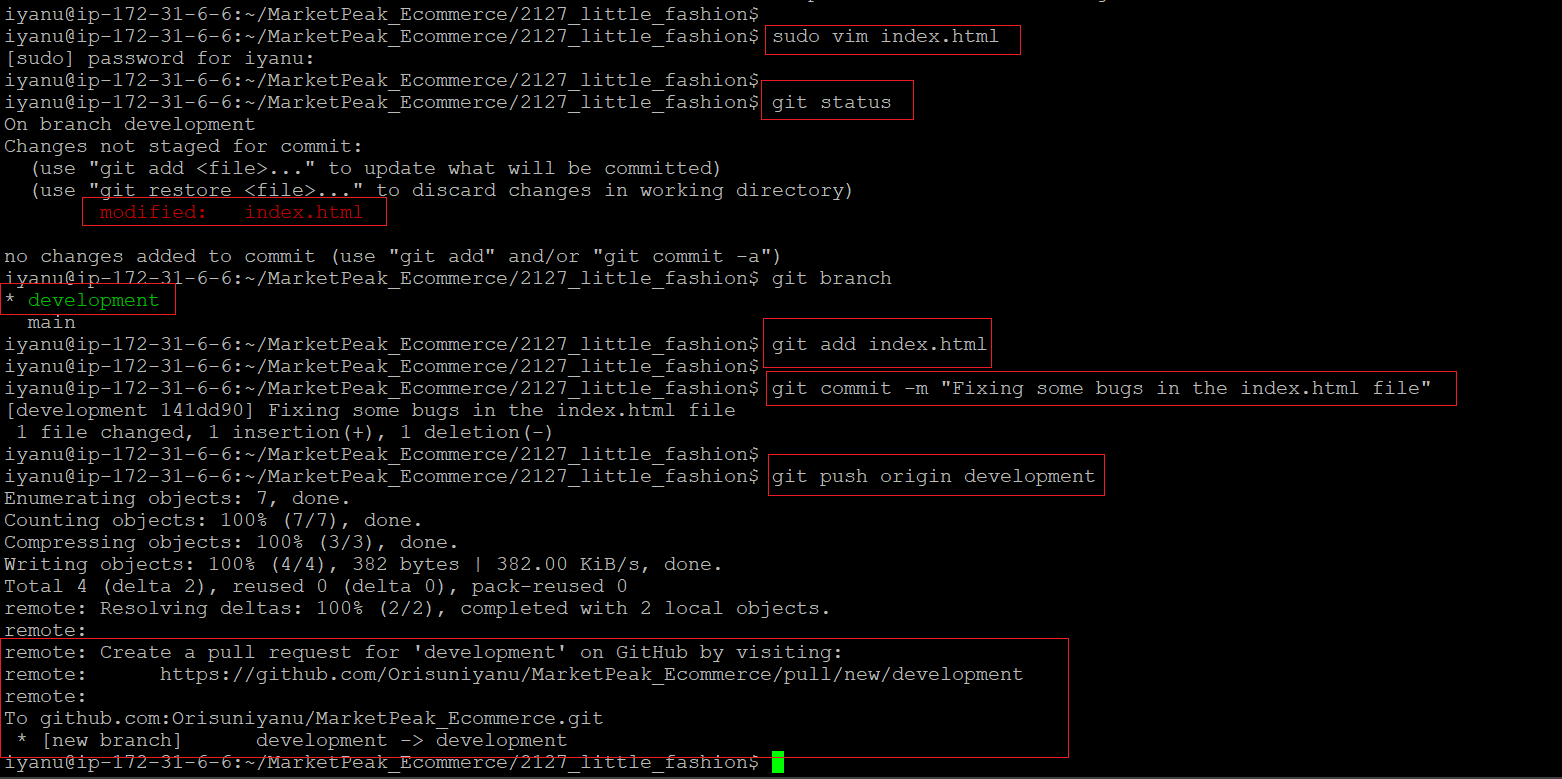 iyanu@ip-172-31-6-6:~/MarketPeak_Ecommerce/2127_little_fashion$
iyanu@ip-172-31-6-6:~/MarketPeak_Ecommerce/2127_little_fashion$ sudo vim index.html
[sudo] password for iyanu:
iyanu@ip-172-31-6-6:~/MarketPeak_Ecommerce/2127_little_fashion$
iyanu@ip-172-31-6-6:~/MarketPeak_Ecommerce/2127_little_fashion$ git status
On branch development
Changes not staged for commit:
  (use "git add <file>..." to update what will be committed)
  (use "git restore <file>..." to discard changes in working directory)
        modified:   index.html

no changes added to commit (use "git add" and/or "git commit -a")
iyanu@ip-172-31-6-6:~/MarketPeak_Ecommerce/2127_little_fashion$ git branch
* development
  main
iyanu@ip-172-31-6-6:~/MarketPeak_Ecommerce/2127_little_fashion$ git add index.html
iyanu@ip-172-31-6-6:~/MarketPeak_Ecommerce/2127_little_fashion$
iyanu@ip-172-31-6-6:~/MarketPeak_Ecommerce/2127_little_fashion$ git commit -m "Fixing some bugs in the index.html file"
[development 141dd90] Fixing some bugs in the index.html file
 1 file changed, 1 insertion(+), 1 deletion(-)
iyanu@ip-172-31-6-6:~/MarketPeak_Ecommerce/2127_little_fashion$
iyanu@ip-172-31-6-6:~/MarketPeak_Ecommerce/2127_little_fashion$ git push origin development
Enumerating objects: 7, done.
Counting objects: 100% (7/7), done.
Compressing objects: 100% (3/3), done.
Writing objects: 100% (4/4), 382 bytes | 382.00 KiB/s, done.
Total 4 (delta 2), reused 0 (delta 0), pack-reused 0
remote: Resolving deltas: 100% (2/2), completed with 2 local objects.
remote:
remote: Create a pull request for 'development' on GitHub by visiting:
remote:      https://github.com/Orisuniyanu/MarketPeak_Ecommerce/pull/new/development
remote:
To github.com:Orisuniyanu/MarketPeak_Ecommerce.git
 * [new branch]      development -> development
iyanu@ip-172-31-6-6:~/MarketPeak_Ecommerce/2127_little_fashion$